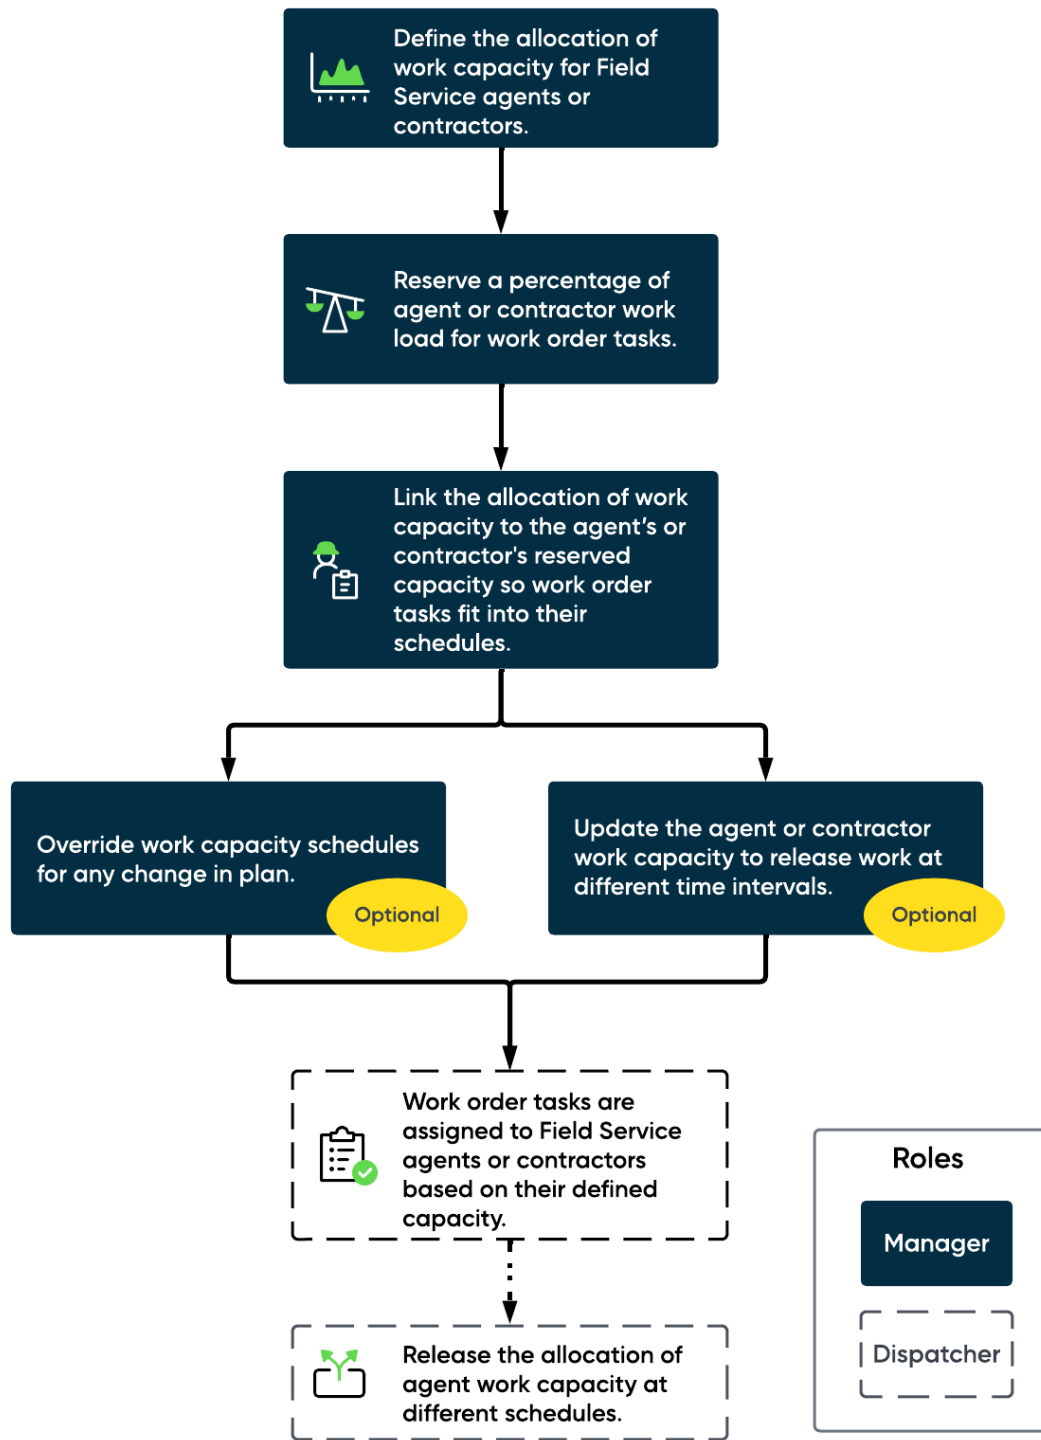 Define the allocation of
work capacity for Field
Service agents or
contractors.
Reserve a percentage of
agent or contractor work
load for work order tasks.
Link the allocation of work
capacity to the agent’s or
contractor's reserved
capacity so work order
tasks fit into their
schedules.
Override work capacity schedules
for any change in plan.
Optional
Update the agent or contractor
work capacity to release work at
different time intervals.
Optional
Work order tasks are
assigned to Field Service
agents or contractors
based on their defined
capacity.
Release the allocation of
agent work capacity at
different schedules.
Roles
Manager
Dispatcher